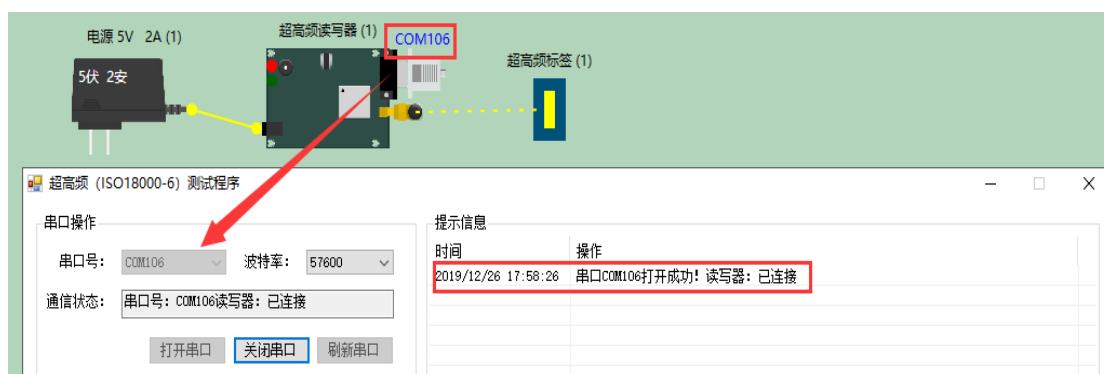 电源 5V 2A (1)
超高频读写器 (1)
COM106
超高频标签 (1)
5伏 2安
超高频 (ISO18000-6) 测试程序
串口操作
串口号: COM106 波特率: 57600
通信状态: 串口号: COM106读写器: 已连接
打开串口 关闭串口 刷新串口
提示信息
时间 操作
2019/12/26 17:58:26 串口COM106打开成功! 读写器: 已连接